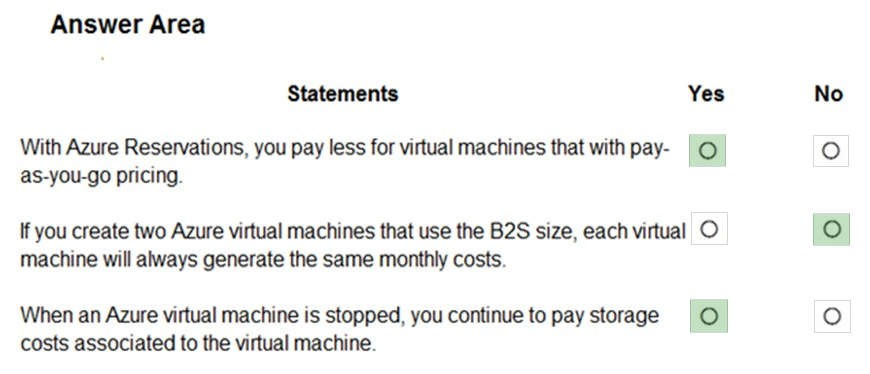 Answer Area
Statements Yes No
With Azure Reservations, you pay less for virtual machines that with pay-
as-you-go pricing.
If you create two Azure virtual machines that use the B2S size, each virtual
machine will always generate the same monthly costs.
When an Azure virtual machine is stopped, you continue to pay storage
costs associated to the virtual machine.